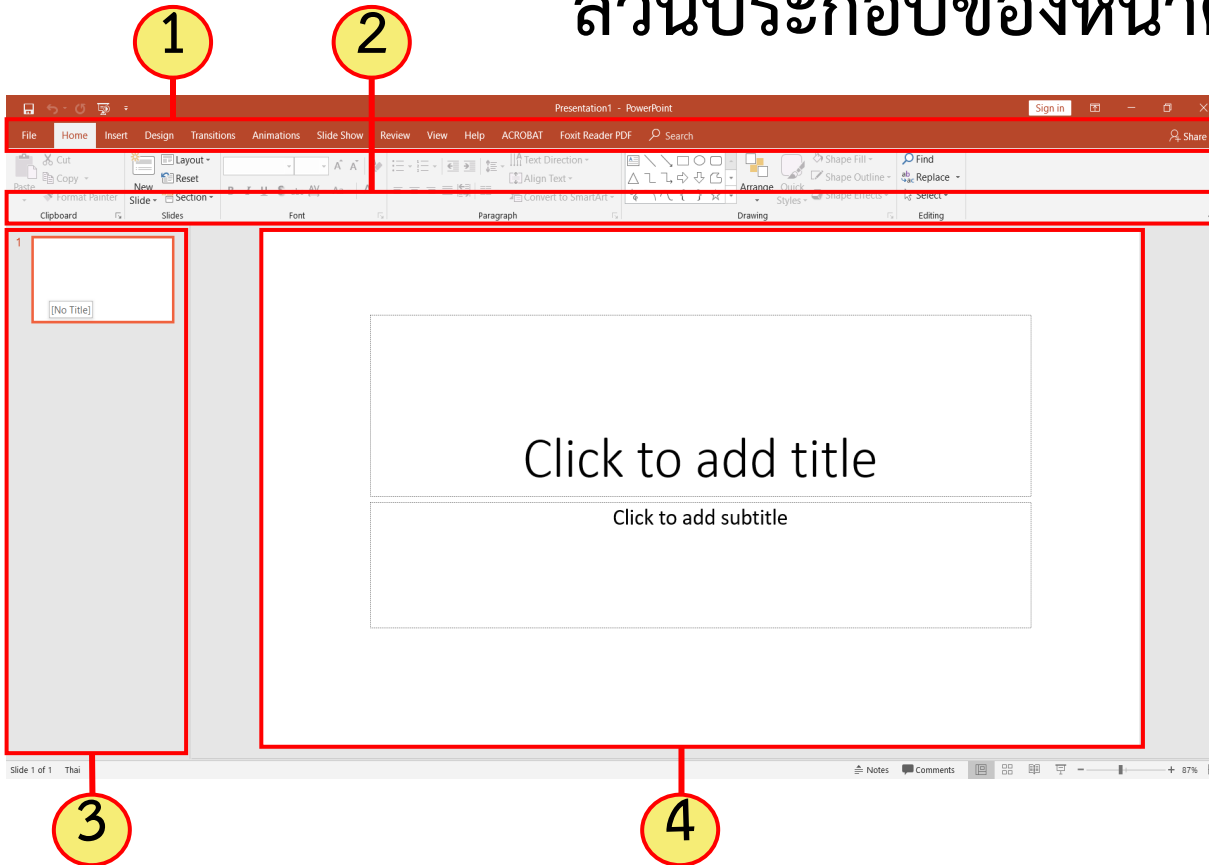 ส่วนประกอบของหน้า
1
2
Presentation1 - PowerPoint
Sign in
File Home Insert Design Transitions Animations Slide Show Review View Help ACROBAT Foxit Reader PDF Search Share
Cut Layout Text Direction Shape Fill Find
Copy Reset Align Text Shape Outline Replace
Paste New Arrange Quick
Format Painter Slide Section Convert to SmartArt Styles Shape Effects Select
Clipboard Slides Font Paragraph Drawing Editing
1
[No Title]
Click to add title
Click to add subtitle
Slide 1 of 1 Thai Notes Comments 87%
3
4